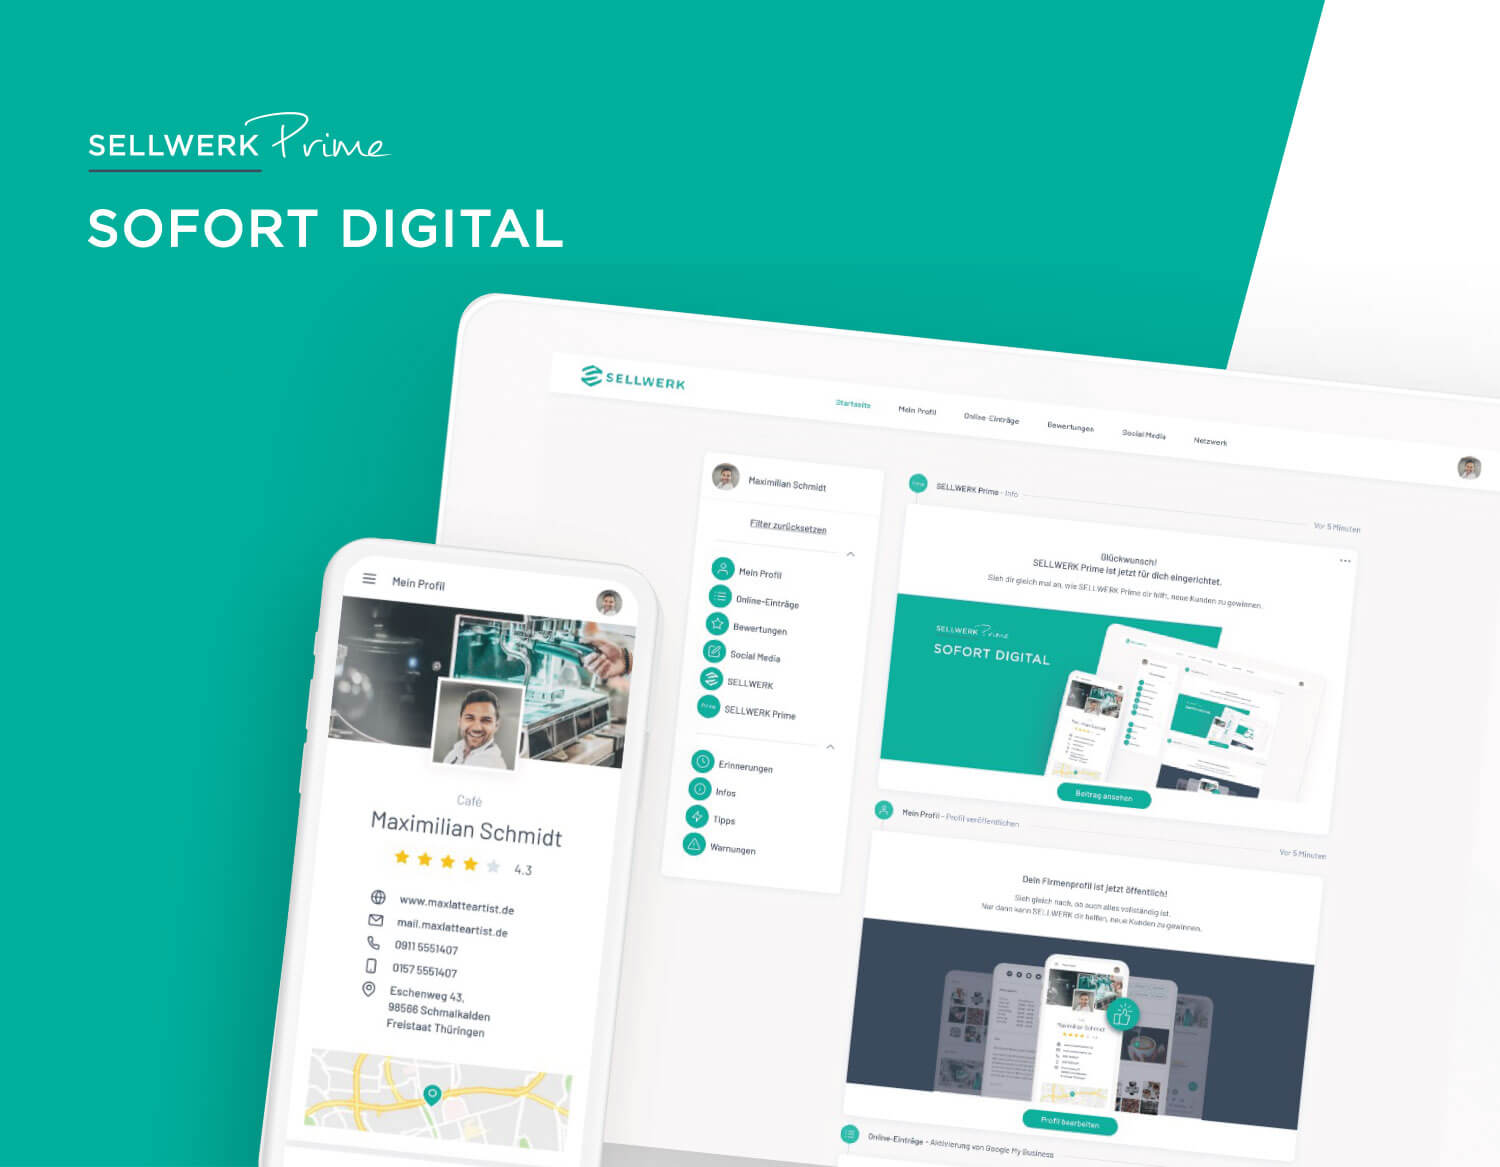 SELLWERK Prime
SOFORT DIGITAL
SELLWERK
Startseite
Mein Profil
Online-Einträge
Bewertungen
Social Media
Netzwerk
Maximilian Schmidt
Filter zurücksetzen
Mein Profil
Online-Einträge
Bewertungen
Social Media
SELLWERK
SELLWERK Prime
Erinnerungen
Infos
Tipps
Warnungen
SELLWERK Prime - Info
Vor 5 Minuten
Glückwunsch!
SELLWERK Prime ist jetzt für dich eingerichtet.
Sieh dir gleich mal an, wie SELLWERK Prime dir hilft, neue Kunden zu gewinnen.
SELLWERK Prime
SOFORT DIGITAL
Beitrag ansehen
Mein Profil - Profil veröffentlichen
Vor 5 Minuten
Dein Firmenprofil ist jetzt öffentlich!
Sieh gleich nach, ob auch alles vollständig ist.
Nur dann kann SELLWERK dir helfen, neue Kunden zu gewinnen.
Maximilian Schmidt
Profil bearbeiten
Online-Einträge - Aktivierung von Google My Business
Mein Profil
Café
Maximilian Schmidt
4.3
www.maxlatteartist.de
mail.maxlatteartist.de
0911 5551407
0157 5551407
Eschenweg 43,
98566 Schmalkalden
Freistaat Thüringen